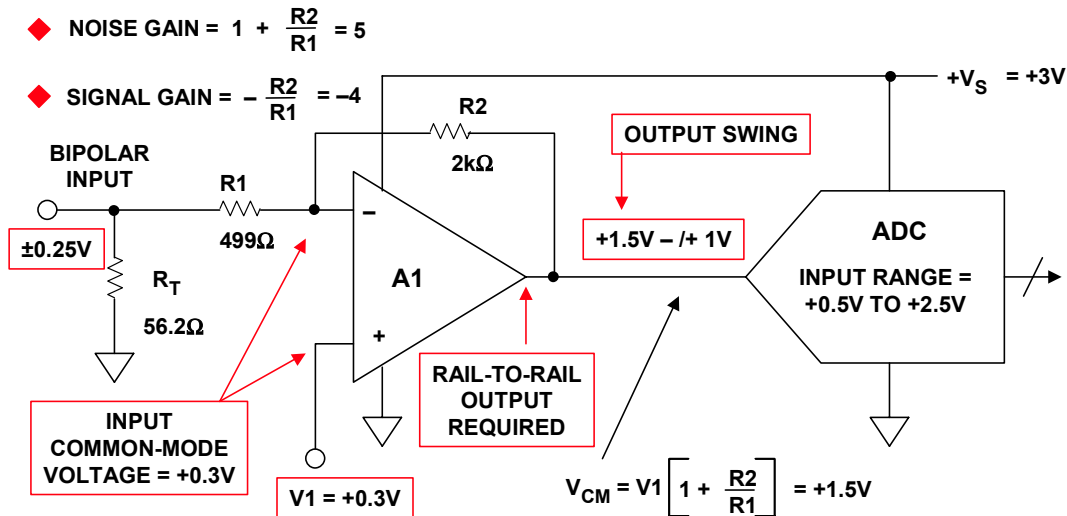 NOISE GAIN = 1 + R2/R1 = 5
SIGNAL GAIN = – R2/R1 = –4
+VS = +3V
R2
2kΩ
OUTPUT SWING
BIPOLAR
INPUT
R1
499Ω
±0.25V
–
A1
+
+1.5V – /+ 1V
ADC
INPUT RANGE =
+0.5V TO +2.5V
RT
56.2Ω
RAIL-TO-RAIL
OUTPUT
REQUIRED
INPUT
COMMON-MODE
VOLTAGE = +0.3V
V1 = +0.3V
VCM = V1 [ 1 + R2/R1 ] = +1.5V